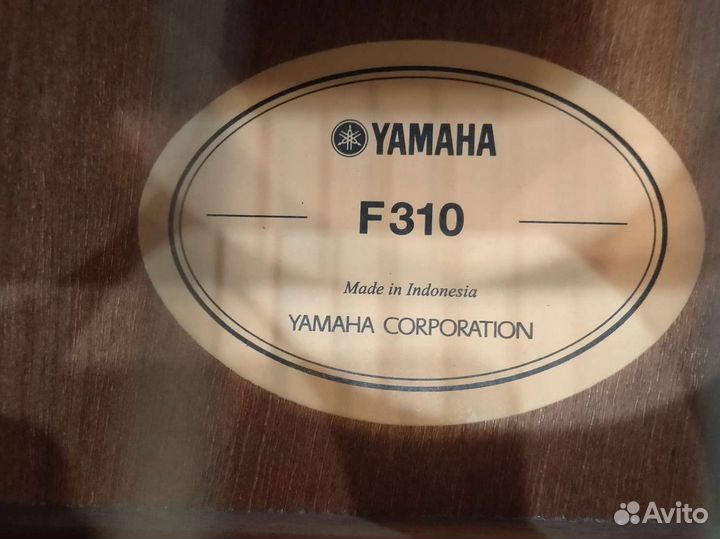 YAMAHA
F310
Made in Indonesia
YAMAHA CORPORATION
Avito